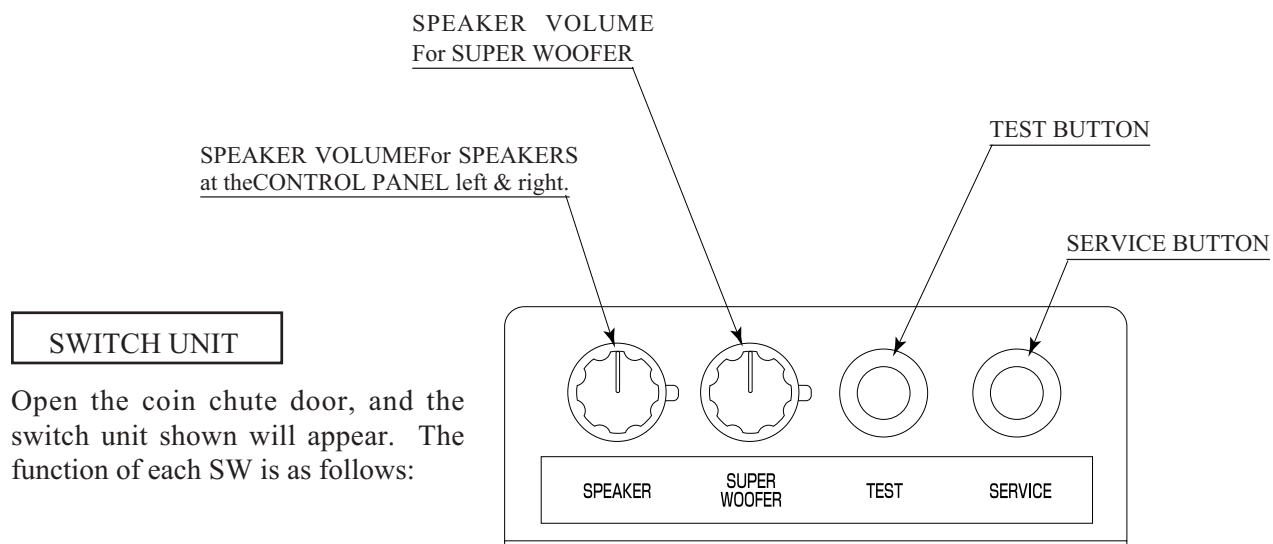 SPEAKER VOLUME
For SUPER WOOFER
TEST BUTTON
SPEAKER VOLUMEFor SPEAKERS
at theCONTROL PANEL left & right.
SERVICE BUTTON
SWITCH UNIT
Open the coin chute door, and the
switch unit shown will appear. The
function of each SW is as follows:
SPEAKER
SUPER
WOOFER
TEST
SERVICE